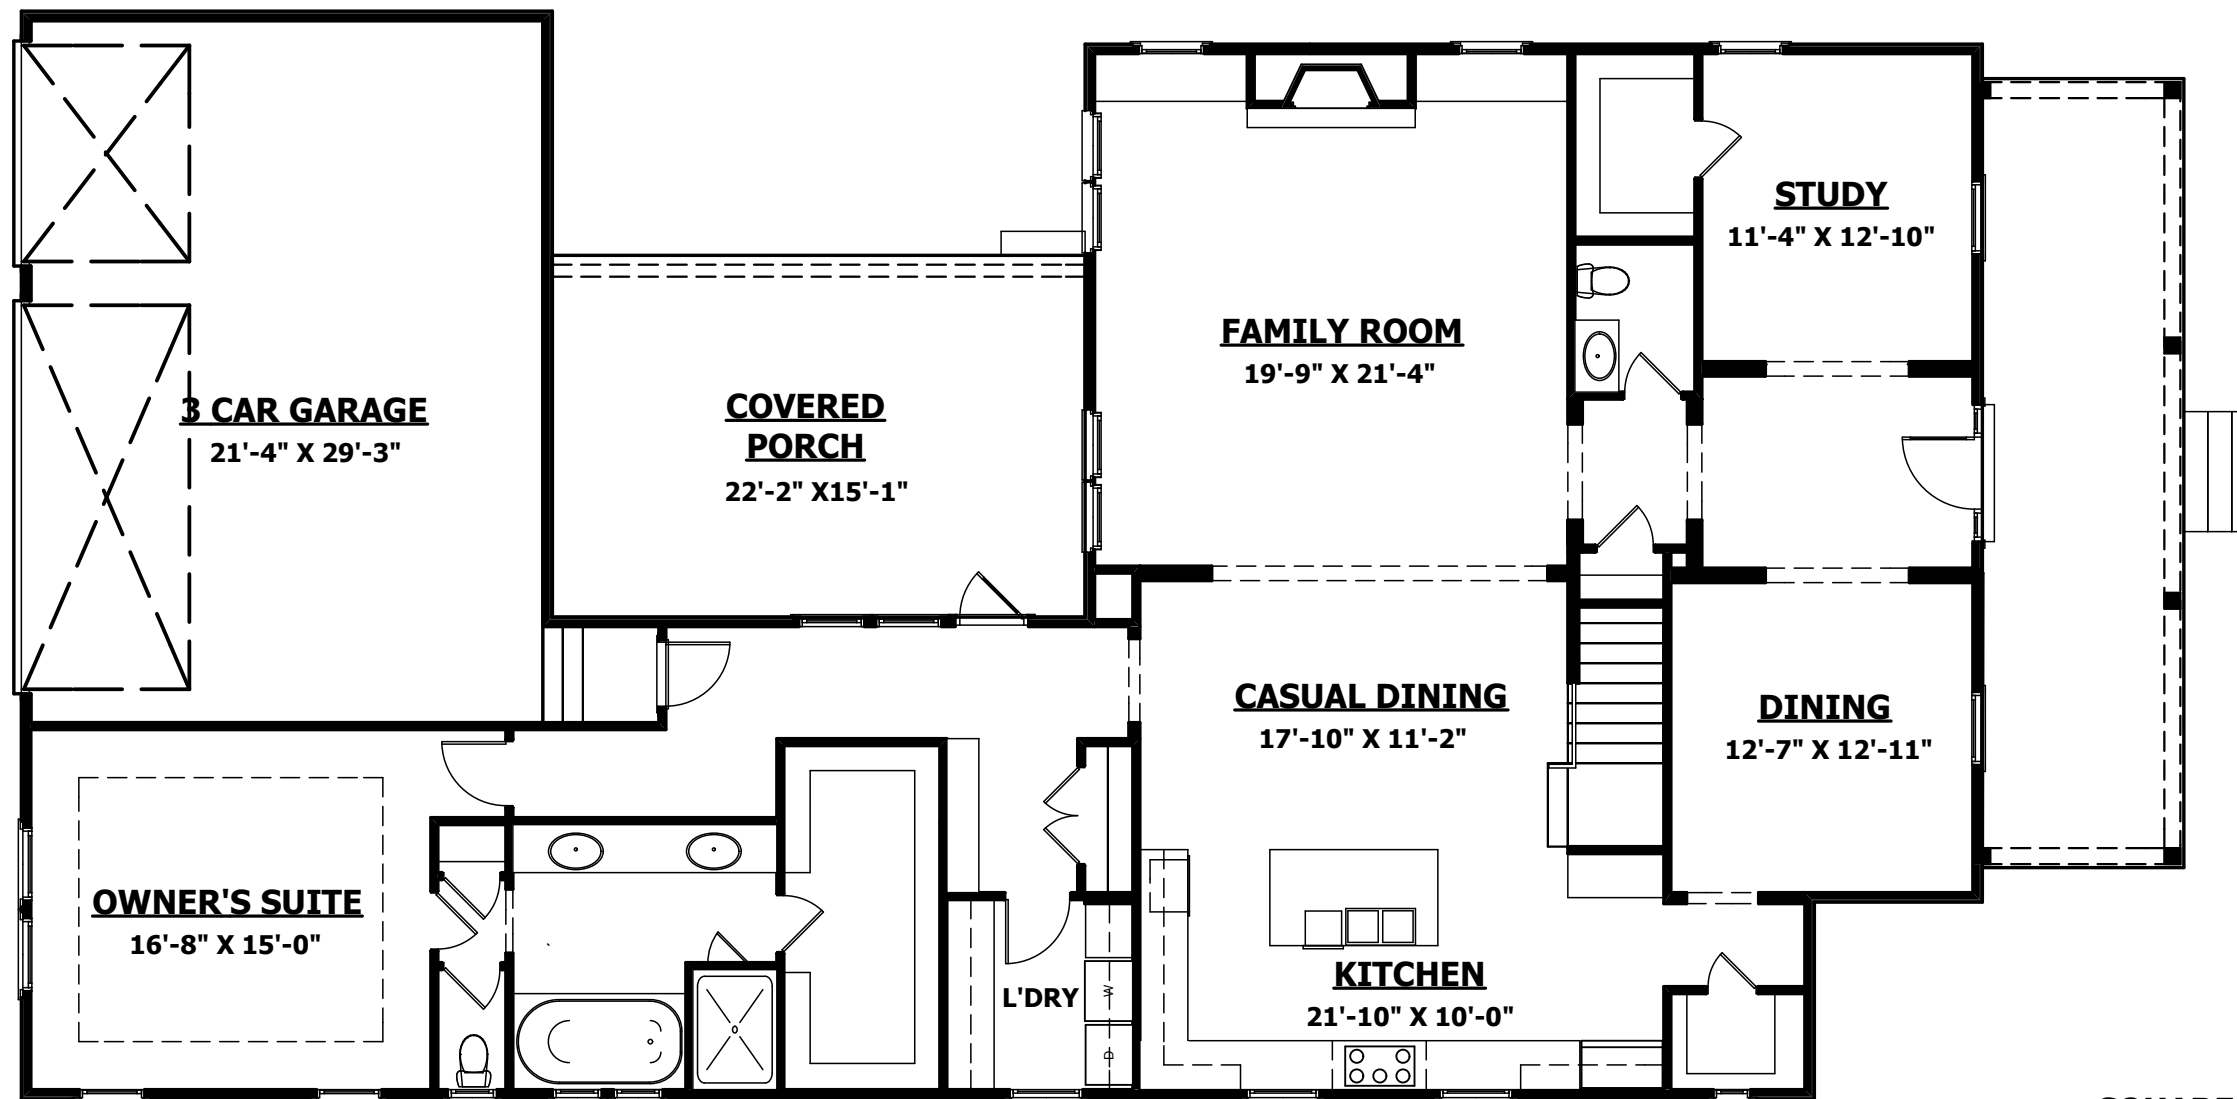 STUDY
11'-4" X 12'-10"
FAMILY ROOM
19'-9" X 21'-4"
3 CAR GARAGE
21'-4" X 29'-3"
COVERED
PORCH
22'-2" X15'-1"
CASUAL DINING
17'-10" X 11'-2"
DINING
12'-7" X 12'-11"
OWNER'S SUITE
16'-8" X 15'-0"
L'DRY
W
D
KITCHEN
21'-10" X 10'-0"